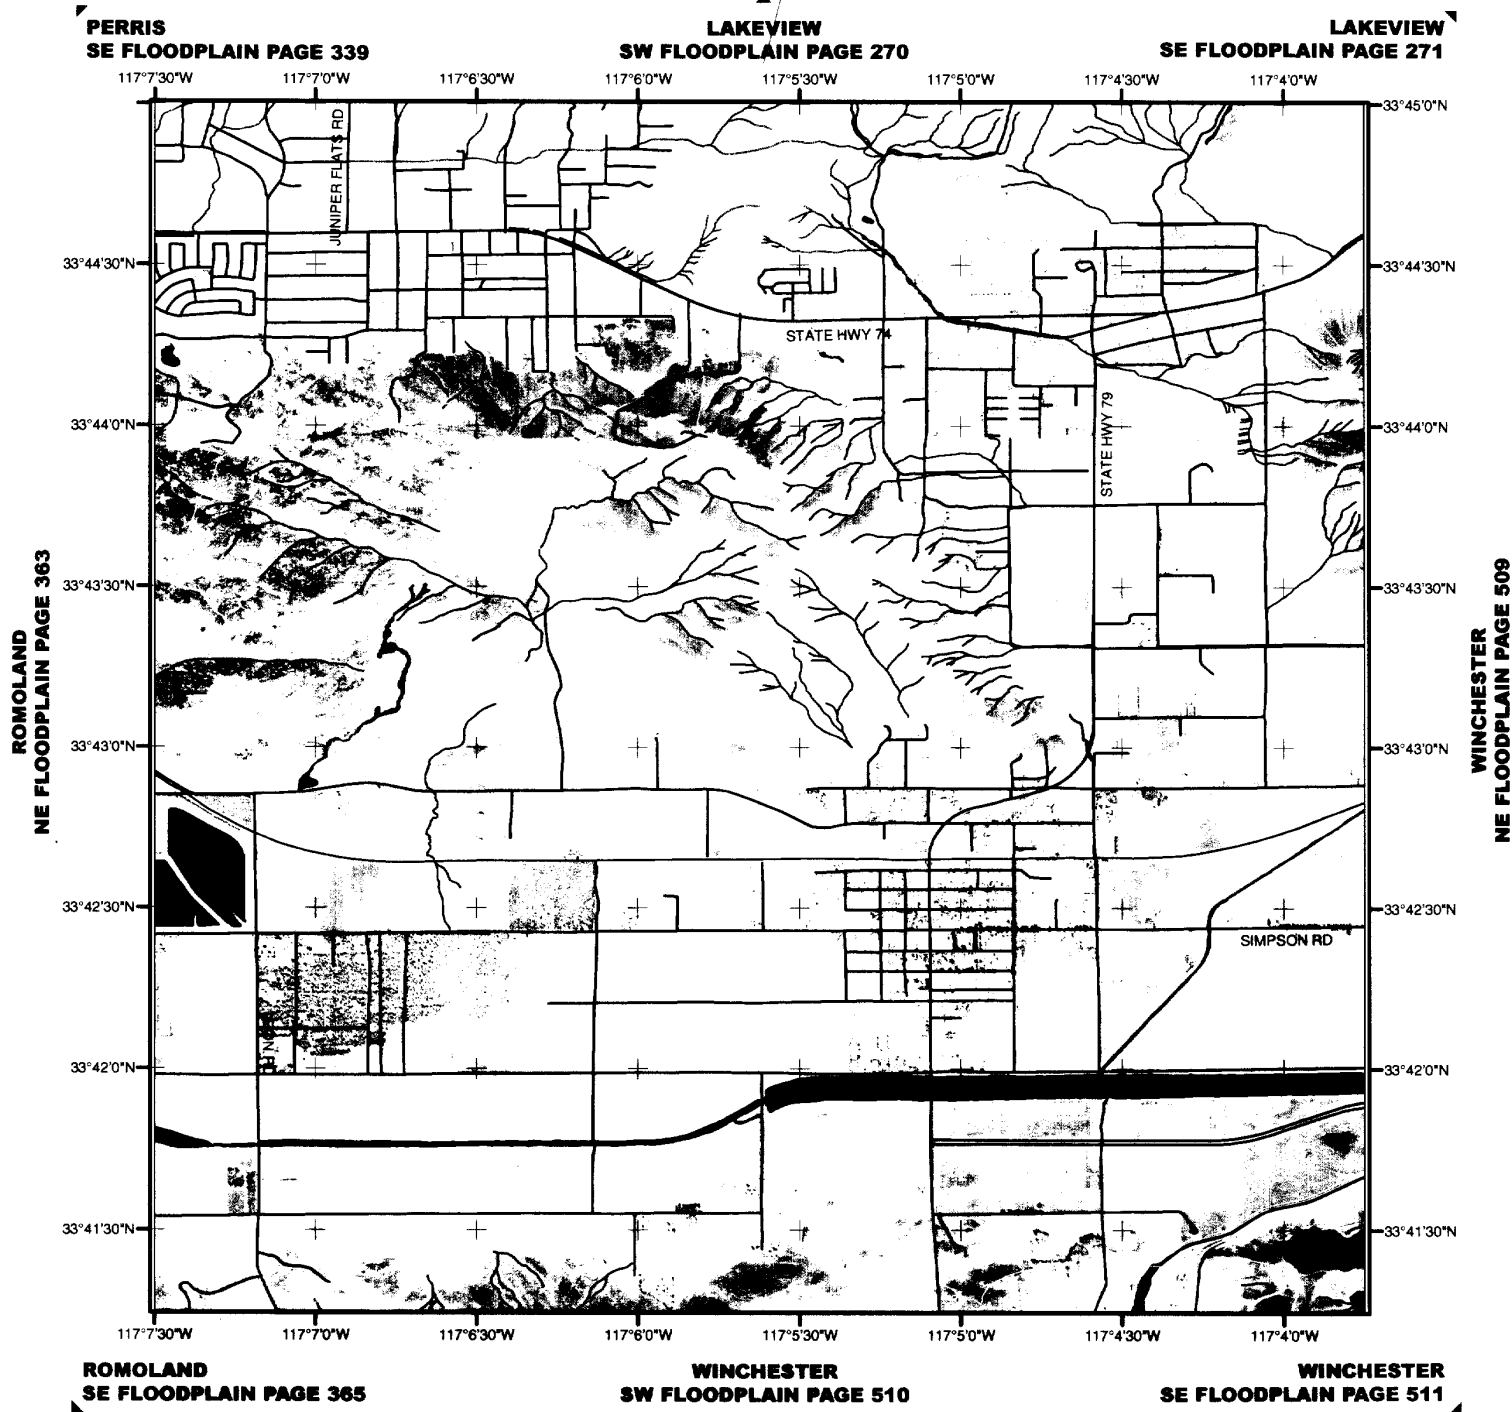 PERRIS
SE FLOODPLAIN PAGE 339
LAKEVIEW
SW FLOODPLAIN PAGE 270
LAKEVIEW
SE FLOODPLAIN PAGE 271
117°7'30"W
117°7'0"W
117°6'30"W
117°6'0"W
117°5'30"W
117°5'0"W
117°4'30"W
117°4'0"W
33°45'0"N
JUNIPER FLATS RD
33°44'30"N
33°44'30"N
STATE HWY 74
33°44'0"N
STATE HWY 79
33°44'0"N
ROMOLAND
NE FLOODPLAIN PAGE 363
33°43'30"N
33°43'30"N
WINCHESTER
NE FLOODPLAIN PAGE 509
33°43'0"N
33°43'0"N
33°42'30"N
33°42'30"N
SIMPSON RD
33°42'0"N
33°42'0"N
33°41'30"N
33°41'30"N
117°7'30"W
117°7'0"W
117°6'30"W
117°6'0"W
117°5'30"W
117°5'0"W
117°4'30"W
117°4'0"W
ROMOLAND
SE FLOODPLAIN PAGE 365
WINCHESTER
SW FLOODPLAIN PAGE 510
WINCHESTER
SE FLOODPLAIN PAGE 511